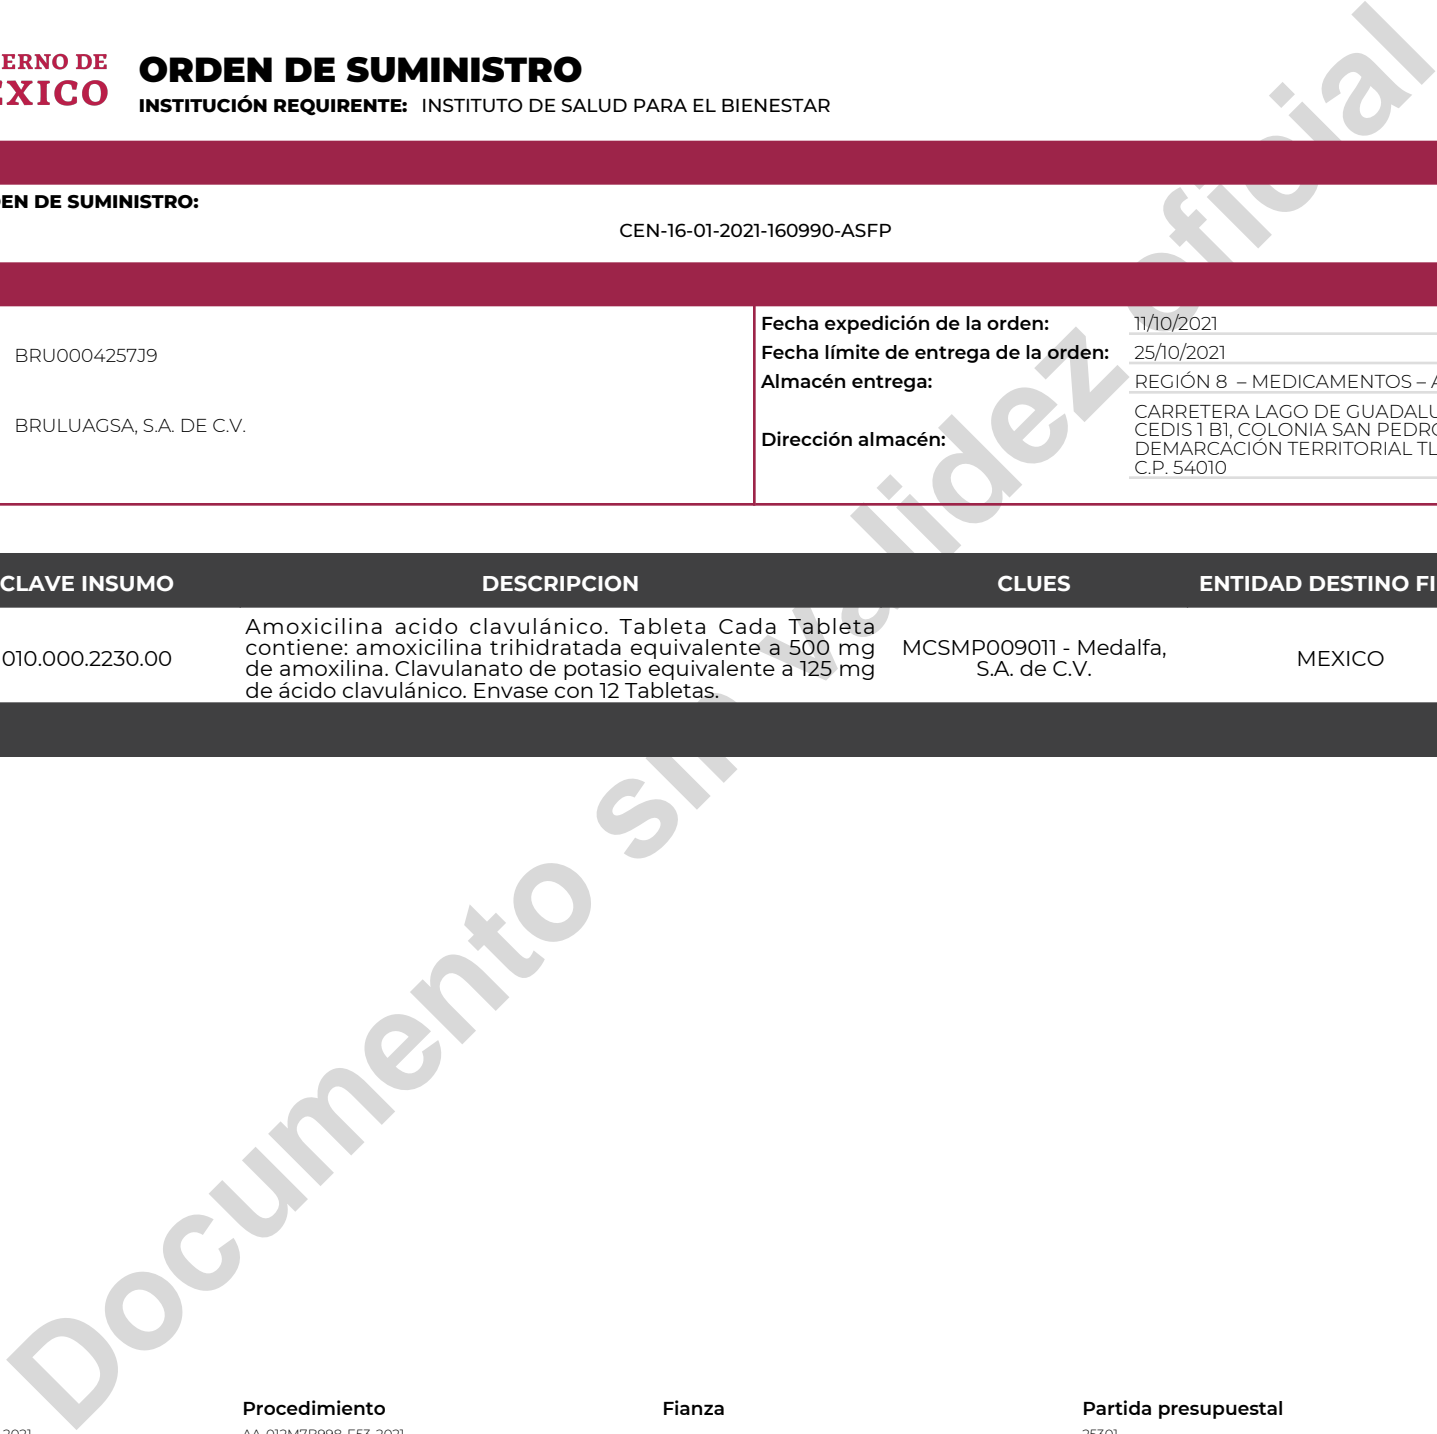 ERNO DE
ORDEN DE SUMINISTRO
EXICO
INSTITUCIÓN REQUIRENTE: INSTITUTO DE SALUD PARA EL BIENESTAR
EN DE SUMINISTRO:
CEN-16-01-2021-160990-ASFP
BRU0004257J9
BRULUAGSA, S.A. DE C.V.
Fecha expedición de la orden: 11/10/2021
Fecha límite de entrega de la orden: 25/10/2021
Almacén entrega: REGIÓN 8 – MEDICAMENTOS – A
Dirección almacén:
CARRETERA LAGO DE GUADALU
CEDIS 1 B1, COLONIA SAN PEDRO
DEMARCACIÓN TERRITORIAL TL
C.P. 54010
CLAVE INSUMO DESCRIPCION CLUES ENTIDAD DESTINO FI
010.000.2230.00
Amoxicilina acido clavulánico. Tableta Cada Tableta
contiene: amoxicilina trihidratada equivalente a 500 mg
de amoxilina. Clavulanato de potasio equivalente a 125 mg
de ácido clavulánico. Envase con 12 Tabletas.
MCSMP009011 - Medalfa,
S.A. de C.V.
MEXICO
Documento sin validez oficial
Procedimiento Fianza Partida presupuestal